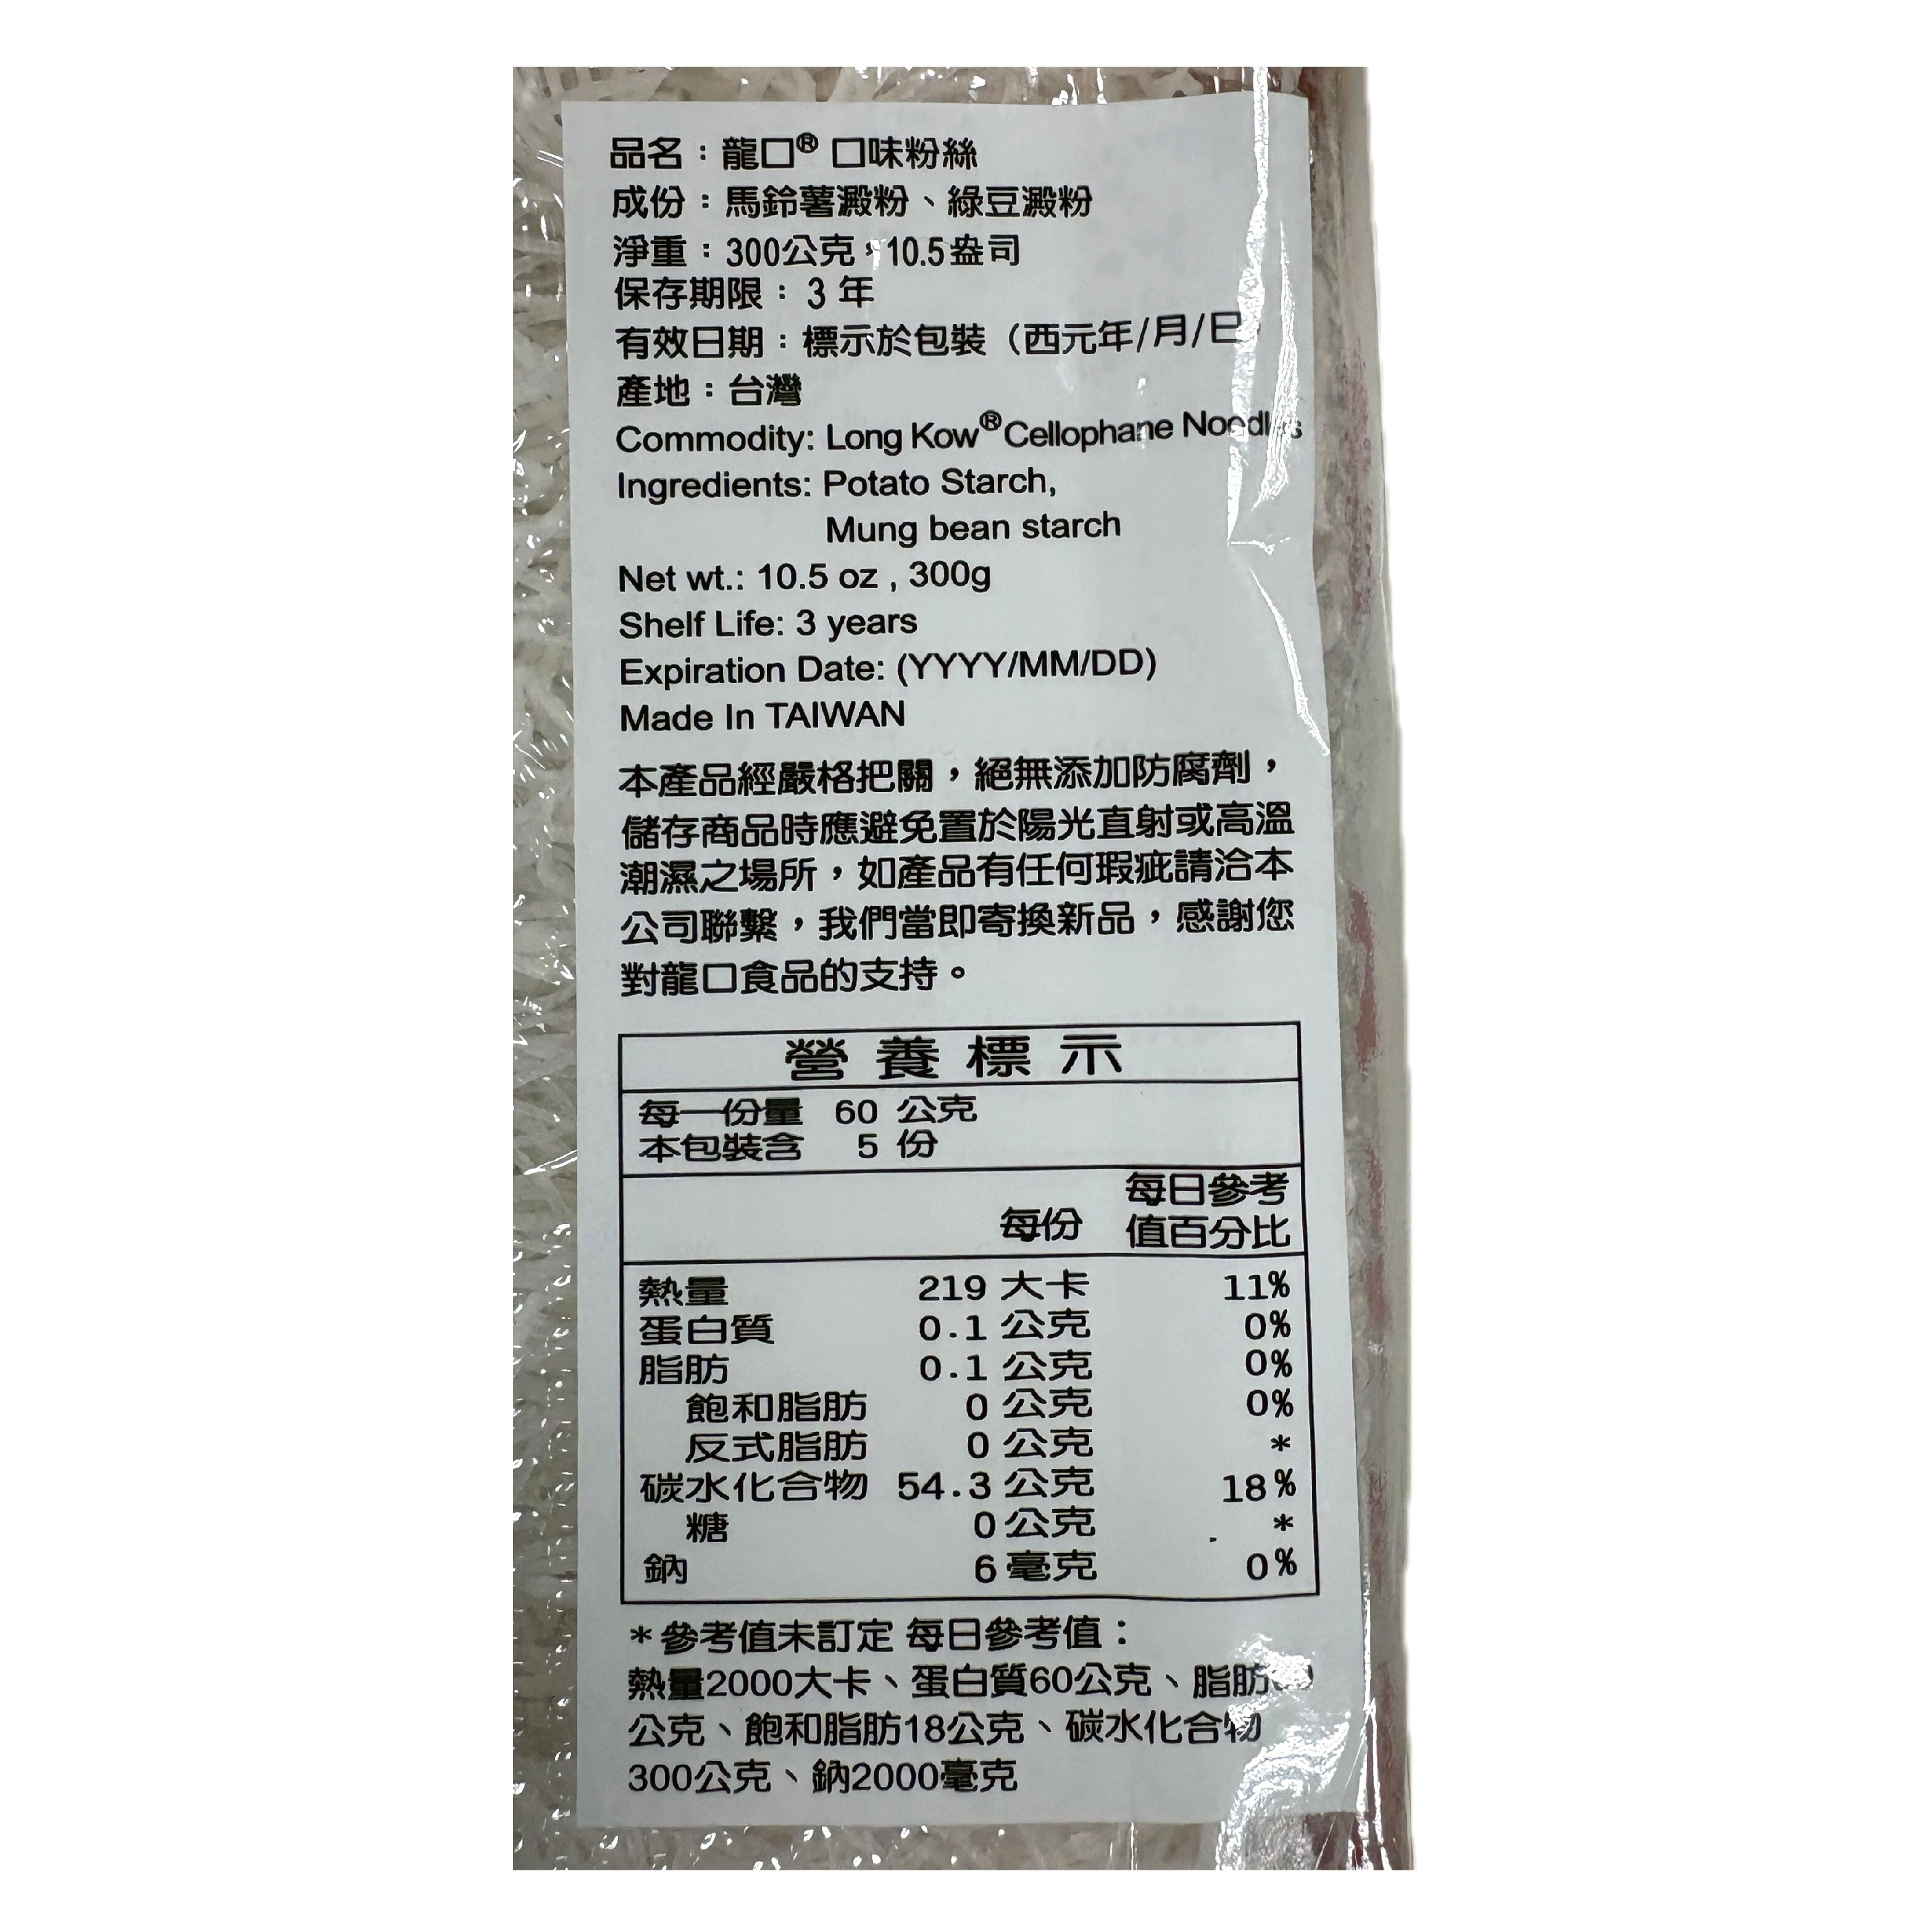 品名：龍口® 口味粉絲
成份：馬鈴薯澱粉、綠豆澱粉
淨重：300公克，10.5盎司
保存期限：3 年
有效日期：標示於包裝（西元年/月/日
產地：台灣
Commodity: Long Kow® Cellophane Noodles
Ingredients: Potato Starch,
Mung bean starch
Net wt.: 10.5 oz , 300g
Shelf Life: 3 years
Expiration Date: (YYYY/MM/DD)
Made In TAIWAN
本產品經嚴格把關，絕無添加防腐劑，
儲存商品時應避免置於陽光直射或高溫
潮濕之場所，如產品有任何瑕疵請洽本
公司聯繫，我們當即寄換新品，感謝您
對龍口食品的支持。
營養標示
每一份量 60 公克
本包裝含 5 份
每份 每日參考值百分比
熱量 219 大卡 11%
蛋白質 0.1 公克 0%
脂肪 0.1 公克 0%
飽和脂肪 0 公克 0%
反式脂肪 0 公克 *
碳水化合物 54.3 公克 18%
糖 0 公克 *
鈉 6 毫克 0%
*參考值未訂定 每日參考值：
熱量2000大卡、蛋白質60公克、脂肪
公克、飽和脂肪18公克、碳水化合物
300公克、鈉2000毫克